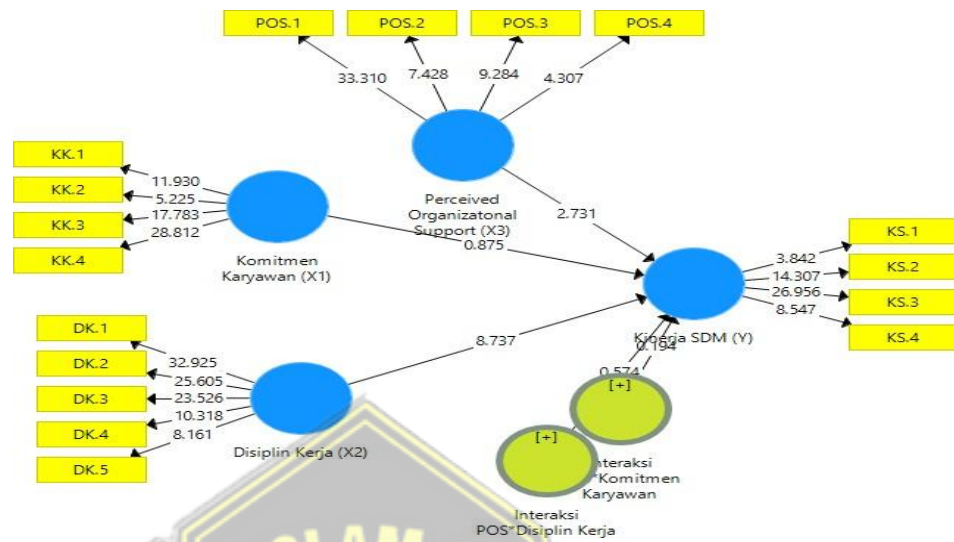 POS.1
POS.2
POS.3
POS.4
33.310
7.428
9.284
4.307
KK.1
KK.2
KK.3
KK.4
11.930
5.225
17.783
28.812
Komitmen
Karyawan (X1)
Perceived
Organizatonal
Support (X3)
2.731
0.875
KS.1
KS.2
KS.3
KS.4
3.842
14.307
26.956
8.547
Kinerja SDM (Y)
DK.1
DK.2
DK.3
DK.4
DK.5
32.925
25.605
23.526
10.318
8.161
Disiplin Kerja (X2)
8.737
0.194
0.574
[+]
[+]
*Komitmen
Karyawan
Interaksi
POS*Disiplin Kerja